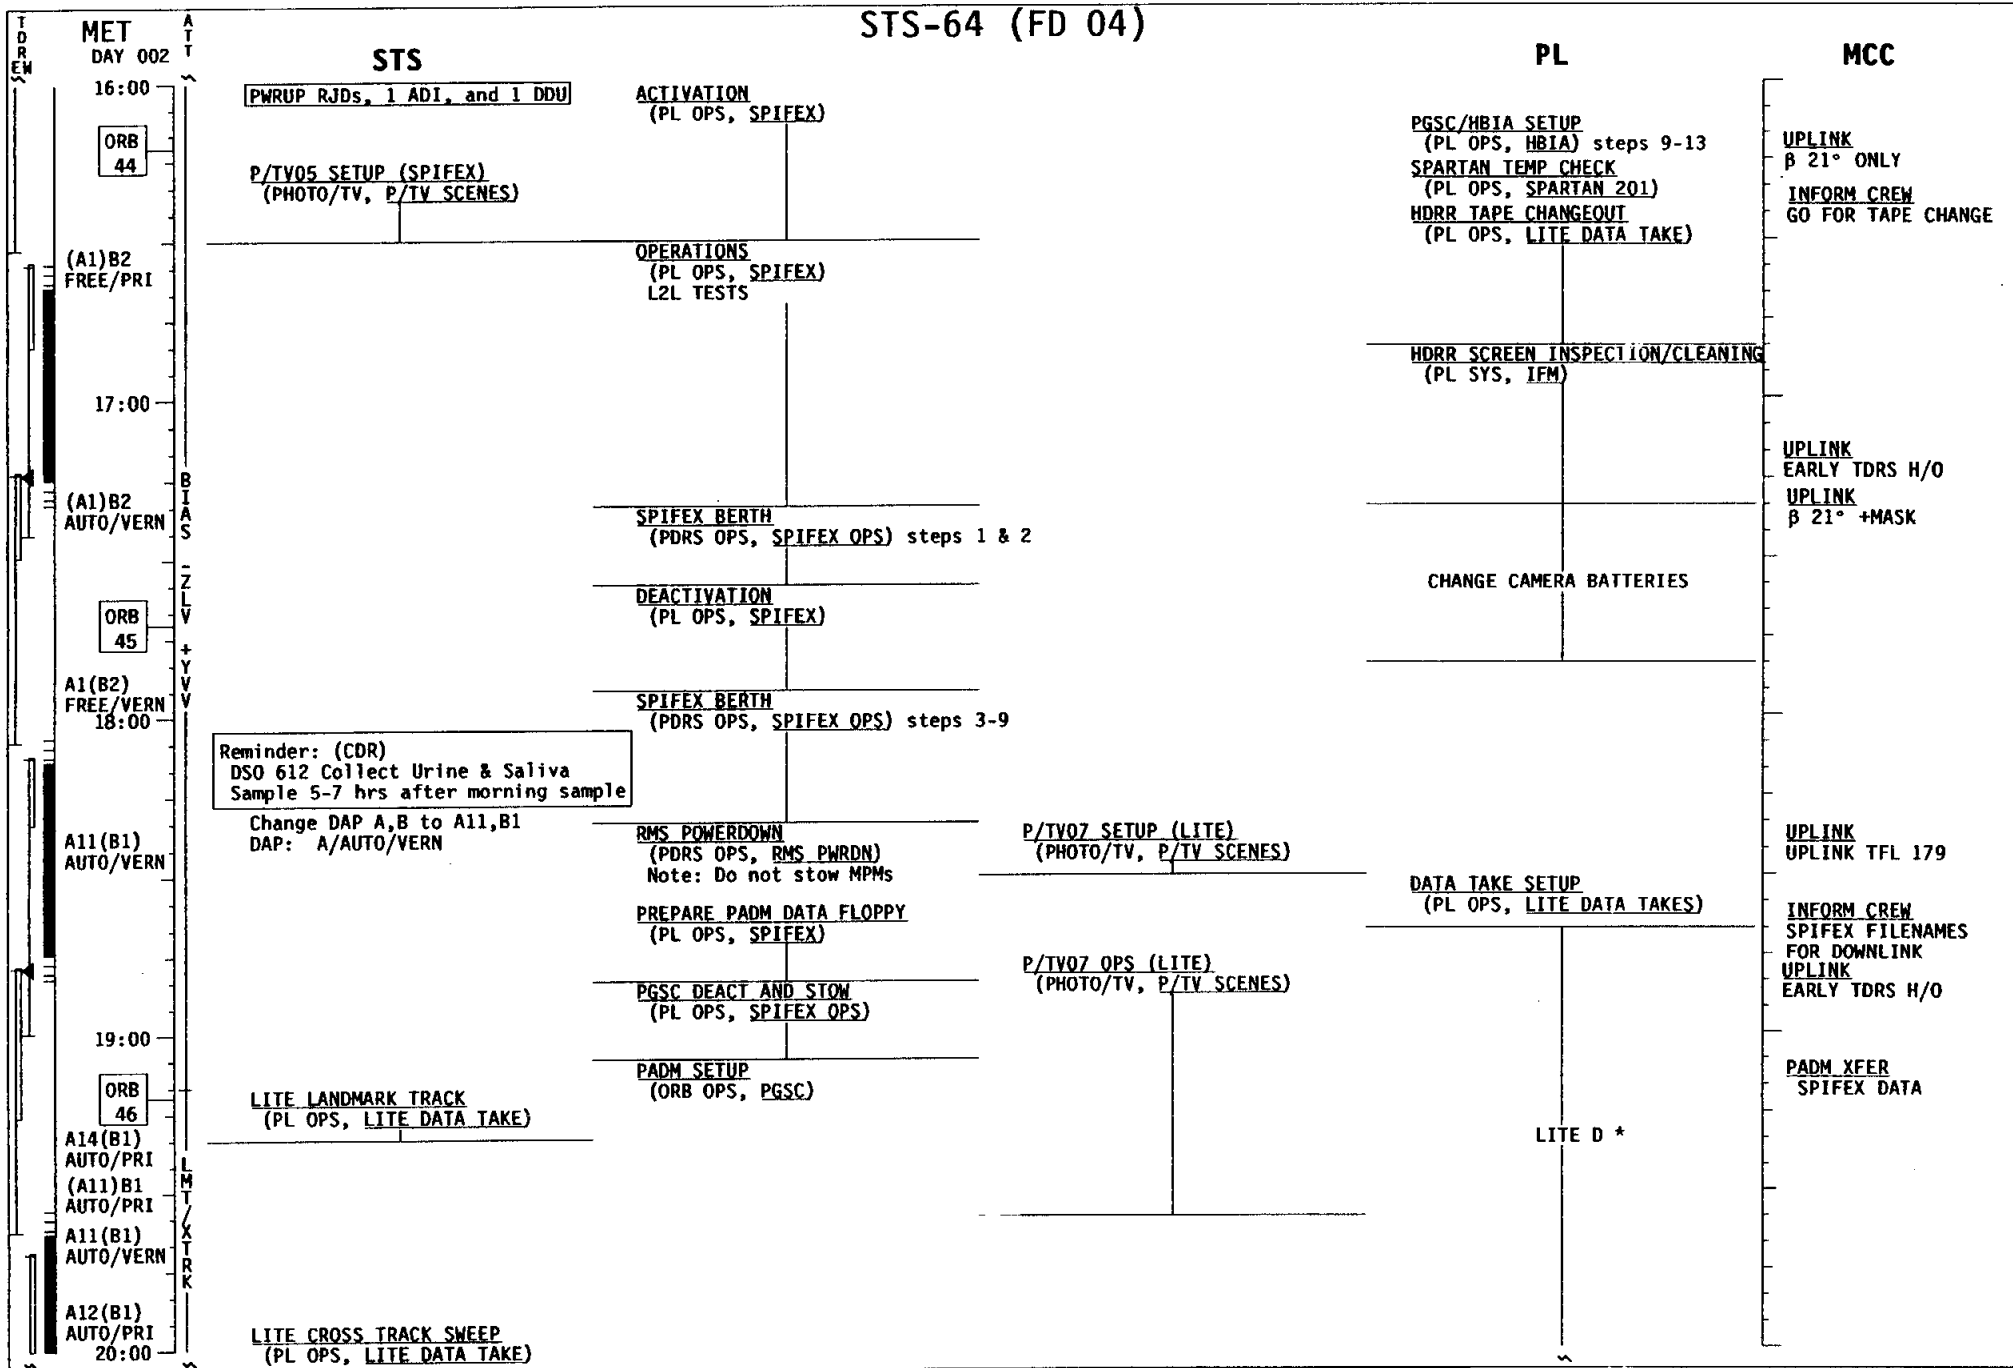 STS-64 (FD 04)
TDRS
EW
MET
DAY 002
ATT
STS
PL
MCC
16:00
ORB
44
(A1)B2
FREE/PRI
17:00
(A1)B2
AUTO/VERN
ORB
45
A1(B2)
FREE/VERN
18:00
A11(B1)
AUTO/VERN
19:00
ORB
46
A14(B1)
AUTO/PRI
(A11)B1
AUTO/PRI
A11(B1)
AUTO/VERN
A12(B1)
AUTO/PRI
20:00
BIAS -ZLV +YVV
LMT/XTRK
PWRUP RJDs, 1 ADI, and 1 DDU
P/TV05 SETUP (SPIFEX)
(PHOTO/TV, P/TV SCENES)
Reminder: (CDR)
DSO 612 Collect Urine & Saliva
Sample 5-7 hrs after morning sample
Change DAP A,B to A11,B1
DAP: A/AUTO/VERN
LITE LANDMARK TRACK
(PL OPS, LITE DATA TAKE)
LITE CROSS TRACK SWEEP
(PL OPS, LITE DATA TAKE)
ACTIVATION
(PL OPS, SPIFEX)
OPERATIONS
(PL OPS, SPIFEX)
L2L TESTS
SPIFEX BERTH
(PDRS OPS, SPIFEX OPS) steps 1 & 2
DEACTIVATION
(PL OPS, SPIFEX)
SPIFEX BERTH
(PDRS OPS, SPIFEX OPS) steps 3-9
RMS POWERDOWN
(PDRS OPS, RMS PWRDN)
Note: Do not stow MPMs
PREPARE PADM DATA FLOPPY
(PL OPS, SPIFEX)
PGSC DEACT AND STOW
(PL OPS, SPIFEX OPS)
PADM SETUP
(ORB OPS, PGSC)
P/TV07 SETUP (LITE)
(PHOTO/TV, P/TV SCENES)
P/TV07 OPS (LITE)
(PHOTO/TV, P/TV SCENES)
PGSC/HBIA SETUP
(PL OPS, HBIA) steps 9-13
SPARTAN TEMP CHECK
(PL OPS, SPARTAN 201)
HDRR TAPE CHANGEOUT
(PL OPS, LITE DATA TAKE)
HDRR SCREEN INSPECTION/CLEANING
(PL SYS, IFM)
CHANGE CAMERA BATTERIES
DATA TAKE SETUP
(PL OPS, LITE DATA TAKES)
LITE D *
UPLINK
β 21° ONLY
INFORM CREW
GO FOR TAPE CHANGE
UPLINK
EARLY TDRS H/O
UPLINK
β 21° +MASK
UPLINK
UPLINK TFL 179
INFORM CREW
SPIFEX FILENAMES
FOR DOWNLINK
UPLINK
EARLY TDRS H/O
PADM XFER
SPIFEX DATA